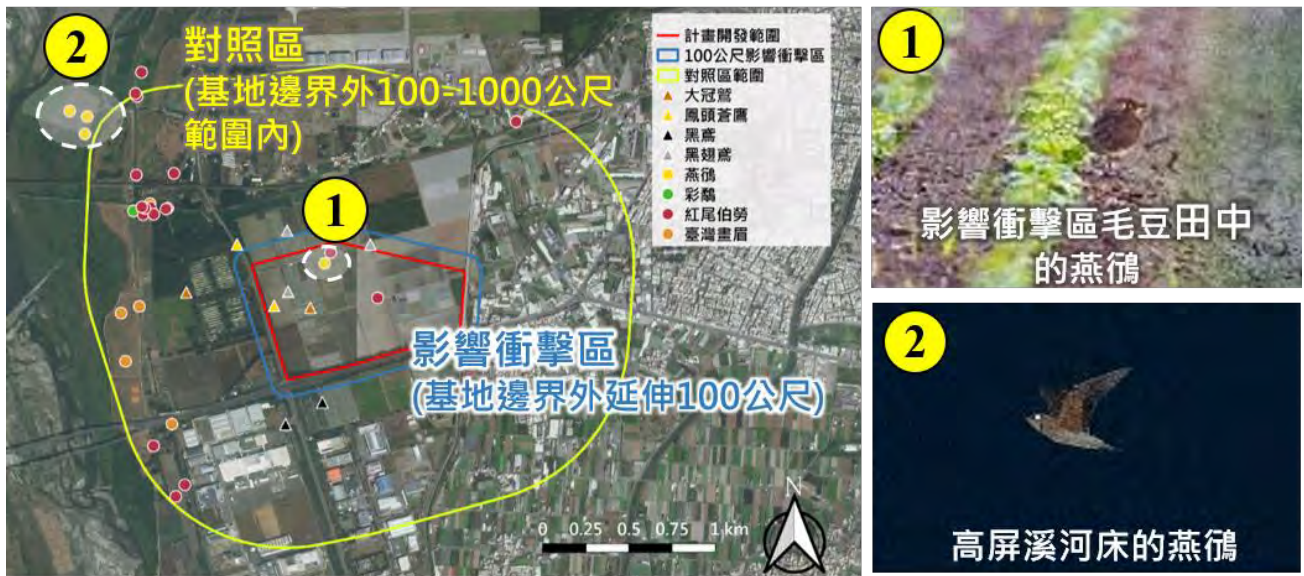 2
對照區
(基地邊界外100-1000公尺
範圍內)
1
影響衝擊區
(基地邊界外延伸100公尺)
計畫開發範圍
100公尺影響衝擊區
對照區範圍
大冠鷲
鳳頭蒼鷹
黑鳶
黑翅鳶
燕鴴
彩鷸
紅尾伯勞
臺灣畫眉
0 0.25 0.5 0.75 1 km
N
1
影響衝擊區毛豆田中
的燕鴴
2
高屏溪河床的燕鴴